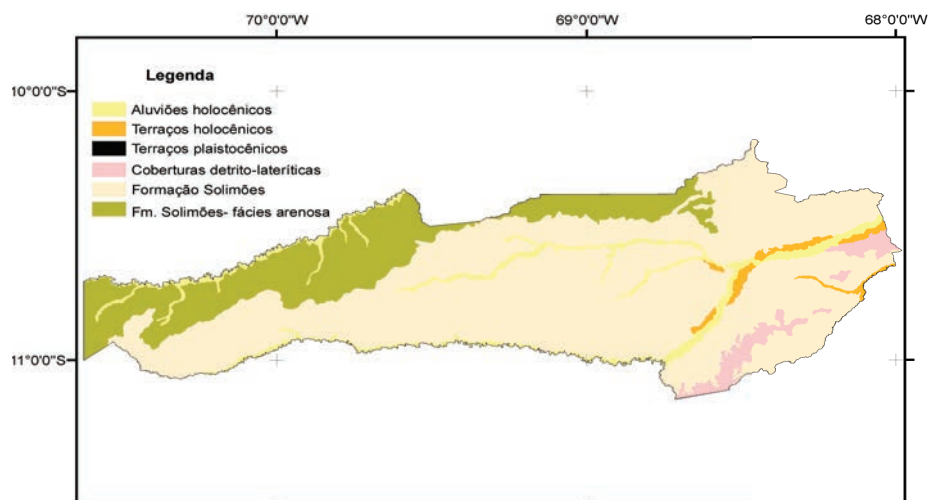 70°0'0"W
69°0'0"W
68°0'0"W
10°0'0"S
Legenda
Aluviões holocênicos
Terraços holocênicos
Terraços plaistocênicos
Coberturas detrito-lateríticas
Formação Solimões
Fm. Solimões- fácies arenosa
11°0'0"S